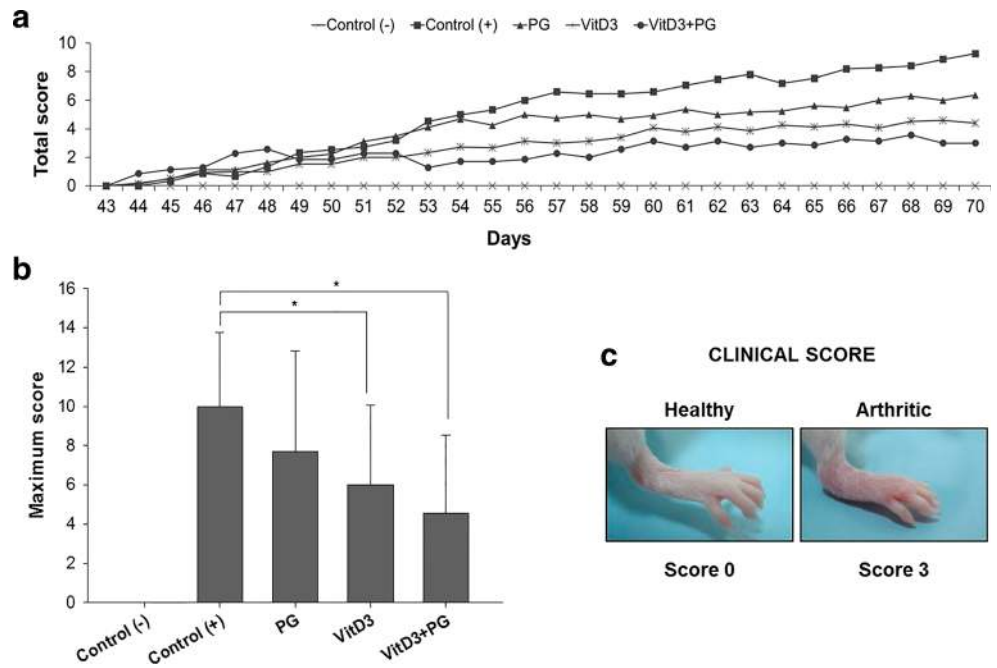 a
Control (-) Control (+) PG VitD3 VitD3+PG
Total score
10
8
6
4
2
0
43 44 45 46 47 48 49 50 51 52 53 54 55 56 57 58 59 60 61 62 63 64 65 66 67 68 69 70
Days
b
Maximum score
16
14
12
10
8
6
4
2
0
*
*
Control (-) Control (+) PG VitD3 VitD3+PG
c
CLINICAL SCORE
Healthy Arthritic
Score 0 Score 3